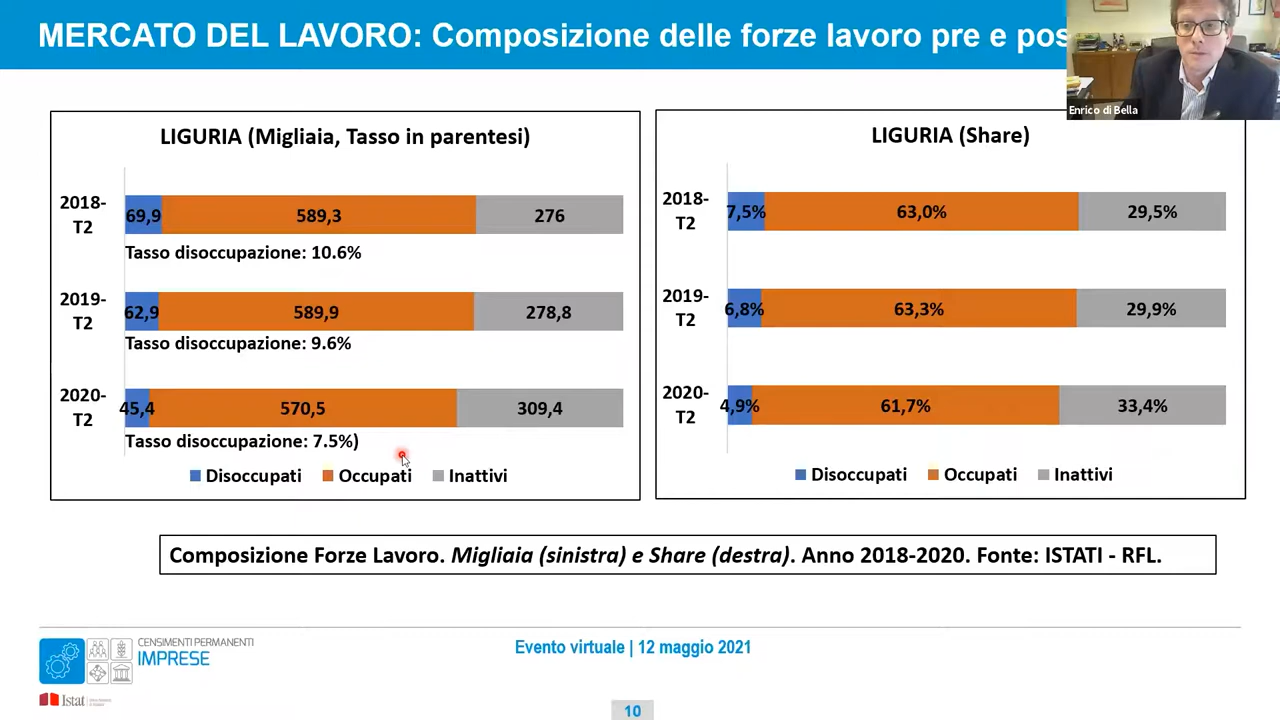 MERCATO DEL LAVORO: Composizione delle forze lavoro pre e pos
Enrico di Bella
LIGURIA (Migliaia, Tasso in parentesi)
2018-
T2
69,9 589,3 276
Tasso disoccupazione: 10.6%
2019-
T2
62,9 589,9 278,8
Tasso disoccupazione: 9.6%
2020-
T2
45,4 570,5 309,4
Tasso disoccupazione: 7.5%)
Disoccupati Occupati Inattivi
LIGURIA (Share)
2018-
T2
7,5% 63,0% 29,5%
2019-
T2
6,8% 63,3% 29,9%
2020-
T2
4,9% 61,7% 33,4%
Disoccupati Occupati Inattivi
Composizione Forze Lavoro. Migliaia (sinistra) e Share (destra). Anno 2018-2020. Fonte: ISTATI - RFL.
CENSIMENTI PERMANENTI
IMPRESE
Istat
Evento virtuale | 12 maggio 2021
10